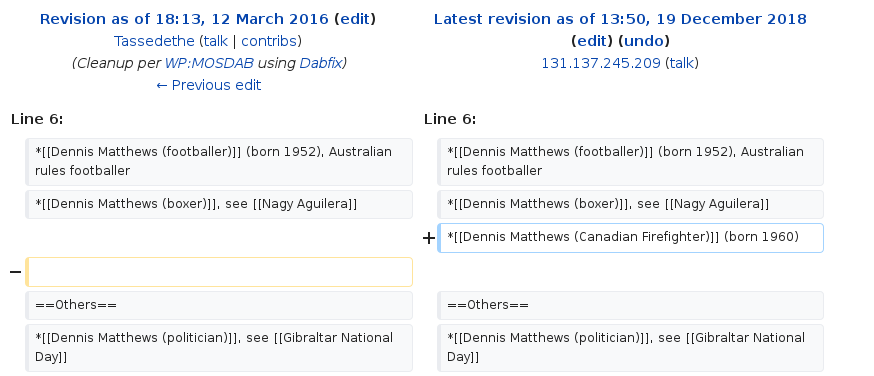 Revision as of 18:13, 12 March 2016 (edit)
Tassedethe (talk | contribs)
(Cleanup per WP:MOSDAB using Dabfix)
← Previous edit
Latest revision as of 13:50, 19 December 2018
(edit) (undo)
131.137.245.209 (talk)
Line 6:
Line 6:
*[[Dennis Matthews (footballer)]] (born 1952), Australian
rules footballer
*[[Dennis Matthews (footballer)]] (born 1952), Australian
rules footballer
*[[Dennis Matthews (boxer)]], see [[Nagy Aguilera]]
*[[Dennis Matthews (boxer)]], see [[Nagy Aguilera]]
+ *[[Dennis Matthews (Canadian Firefighter)]] (born 1960)
−
==Others==
==Others==
*[[Dennis Matthews (politician)]], see [[Gibraltar National
Day]]
*[[Dennis Matthews (politician)]], see [[Gibraltar National
Day]]